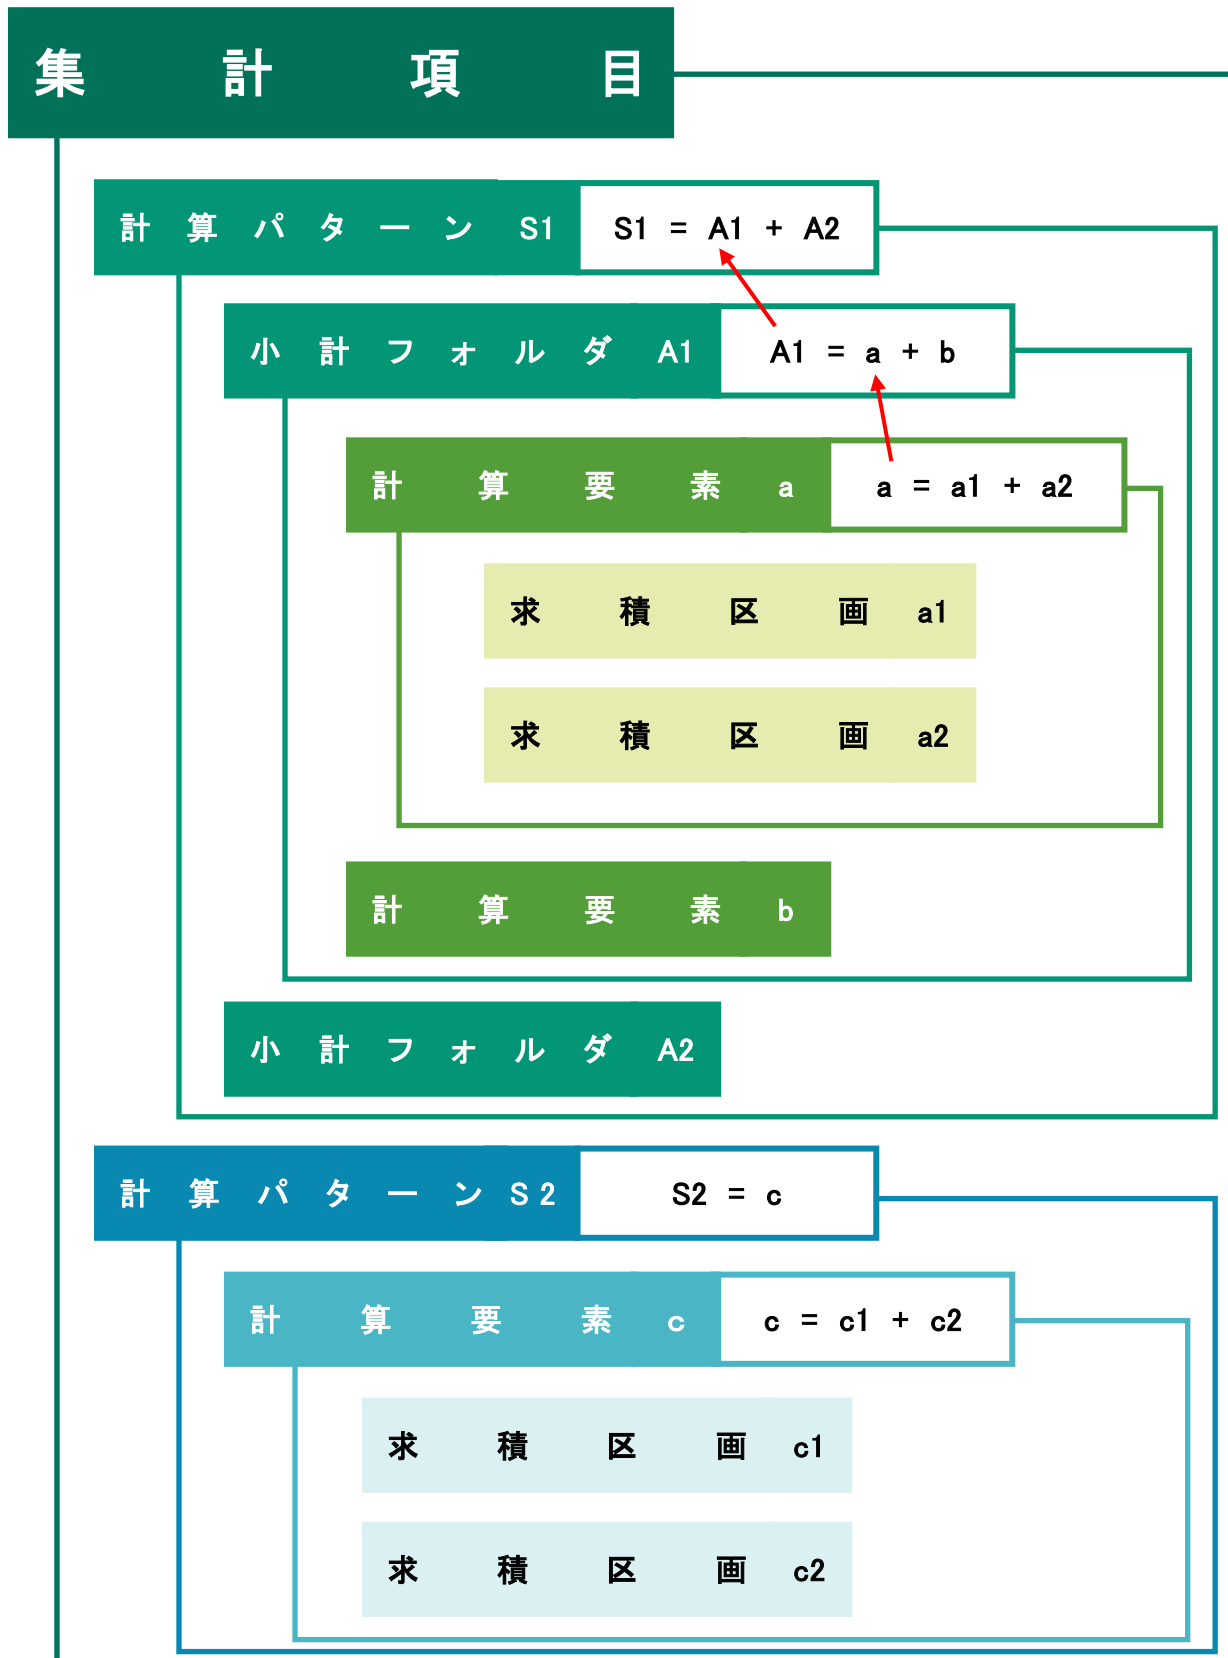 集計項目
計算パターン S1 S1 = A1 + A2
小計フォルダ A1 A1 = a + b
計算要素 a a = a1 + a2
求積区画 a1
求積区画 a2
計算要素 b
小計フォルダ A2
計算パターン S2 S2 = c
計算要素 c c = c1 + c2
求積区画 c1
求積区画 c2